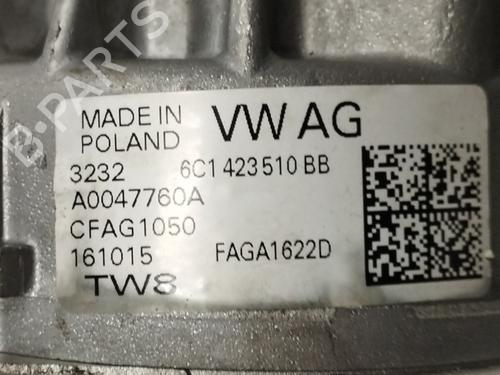 B-PARTS
MADE IN
POLAND
VW AG
3232 6C1 423 510 BB
A0047760A
CFAG1050
161015 FAGA1622D
TW8